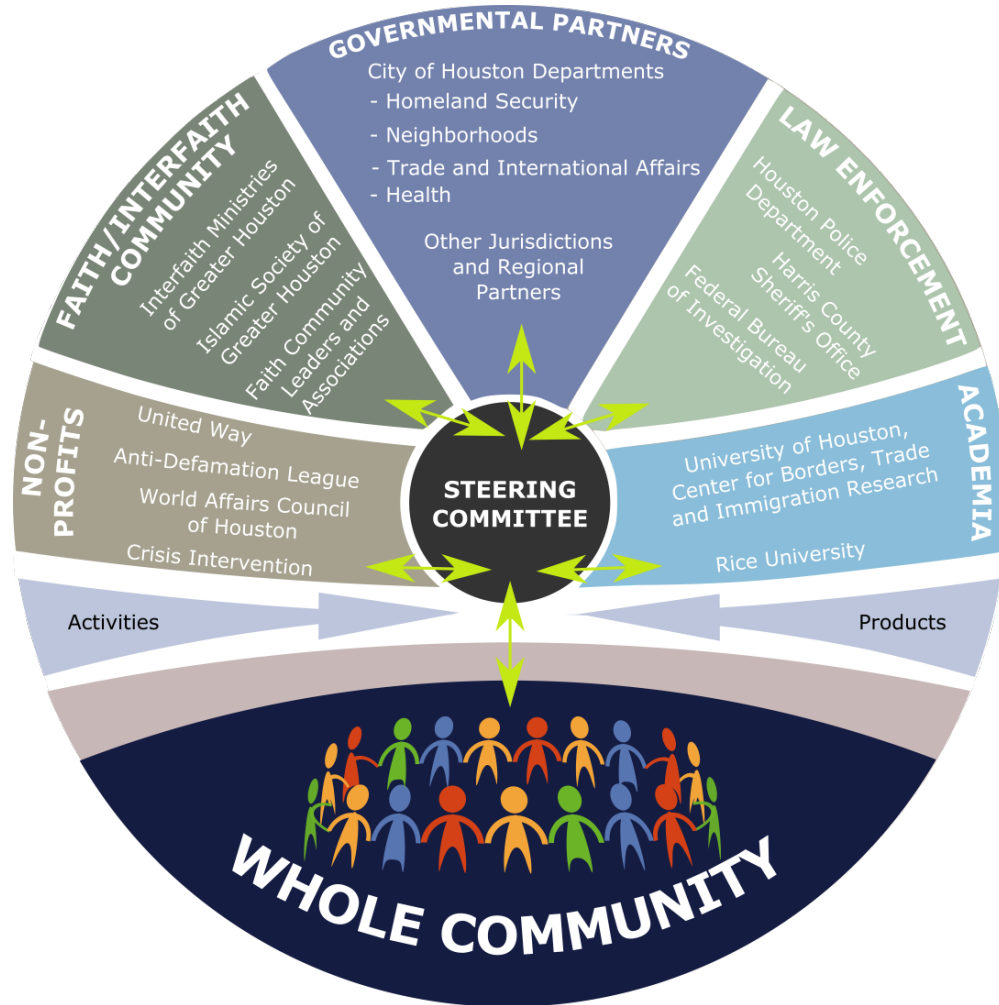 GOVERNMENTAL PARTNERS
City of Houston Departments
- Homeland Security
- Neighborhoods
- Trade and International Affairs
- Health
Other Jurisdictions
and Regional
Partners
FAITH/INTERFAITH
COMMUNITY
Interfaith Ministries
of Greater Houston
Islamic Society of
Greater Houston
Faith Community
Leaders and
Associations
LAW ENFORCEMENT
Houston Police
Department
Harris County
Sheriff's Office
Federal Bureau
of Investigation
NON-
PROFITS
United Way
Anti-Defamation League
World Affairs Council
of Houston
Crisis Intervention
STEERING
COMMITTEE
ACADEMIA
University of Houston,
Center for Borders, Trade
and Immigration Research
Rice University
Activities
Products
WHOLE COMMUNITY